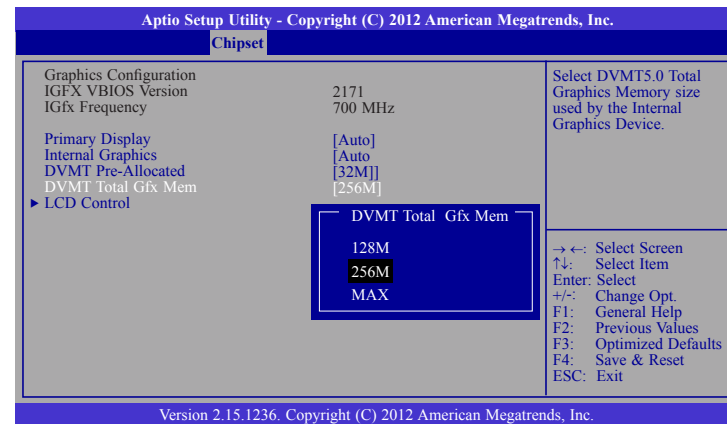 Aptio Setup Utility - Copyright (C) 2012 American Megatrends, Inc.
Chipset
Graphics Configuration
IGFX VBIOS Version 2171
IGfx Frequency 700 MHz
Primary Display [Auto]
Internal Graphics [Auto
DVMT Pre-Allocated [32M]]
DVMT Total Gfx Mem [256M]
► LCD Control
DVMT Total Gfx Mem
128M
256M
MAX
Select DVMT5.0 Total
Graphics Memory size
used by the Internal
Graphics Device.
→ ←: Select Screen
↑↓: Select Item
Enter: Select
+/-: Change Opt.
F1: General Help
F2: Previous Values
F3: Optimized Defaults
F4: Save & Reset
ESC: Exit
Version 2.15.1236. Copyright (C) 2012 American Megatrends, Inc.